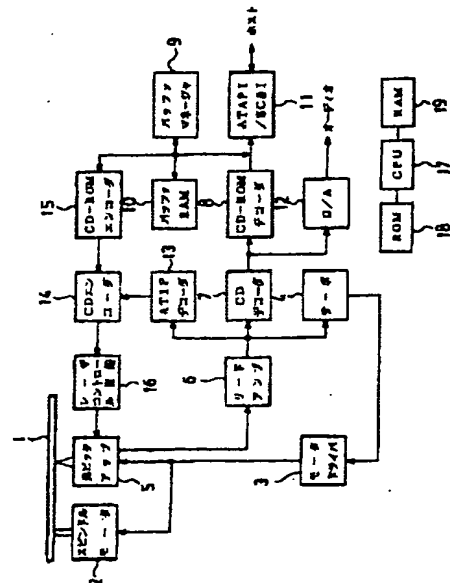 1
スピンドル
モータ
2
光ピック
アップ
5
モータ
ドライバ
3
レーザ
コントロー
ル回路
16
リード
アンプ
6
CDエン
コーダ
14
ATIP
デコーダ
13
CD
デコーダ
7
サーボ
4
CD-ROM
エンコーダ
15
バッファ
RAM
10
CD-ROM
デコーダ
8
D/A
12
オーディオ
バッファ
マネージャ
9
ATAPI
/SCSI
11
ホスト
ROM
18
CPU
17
RAM
19